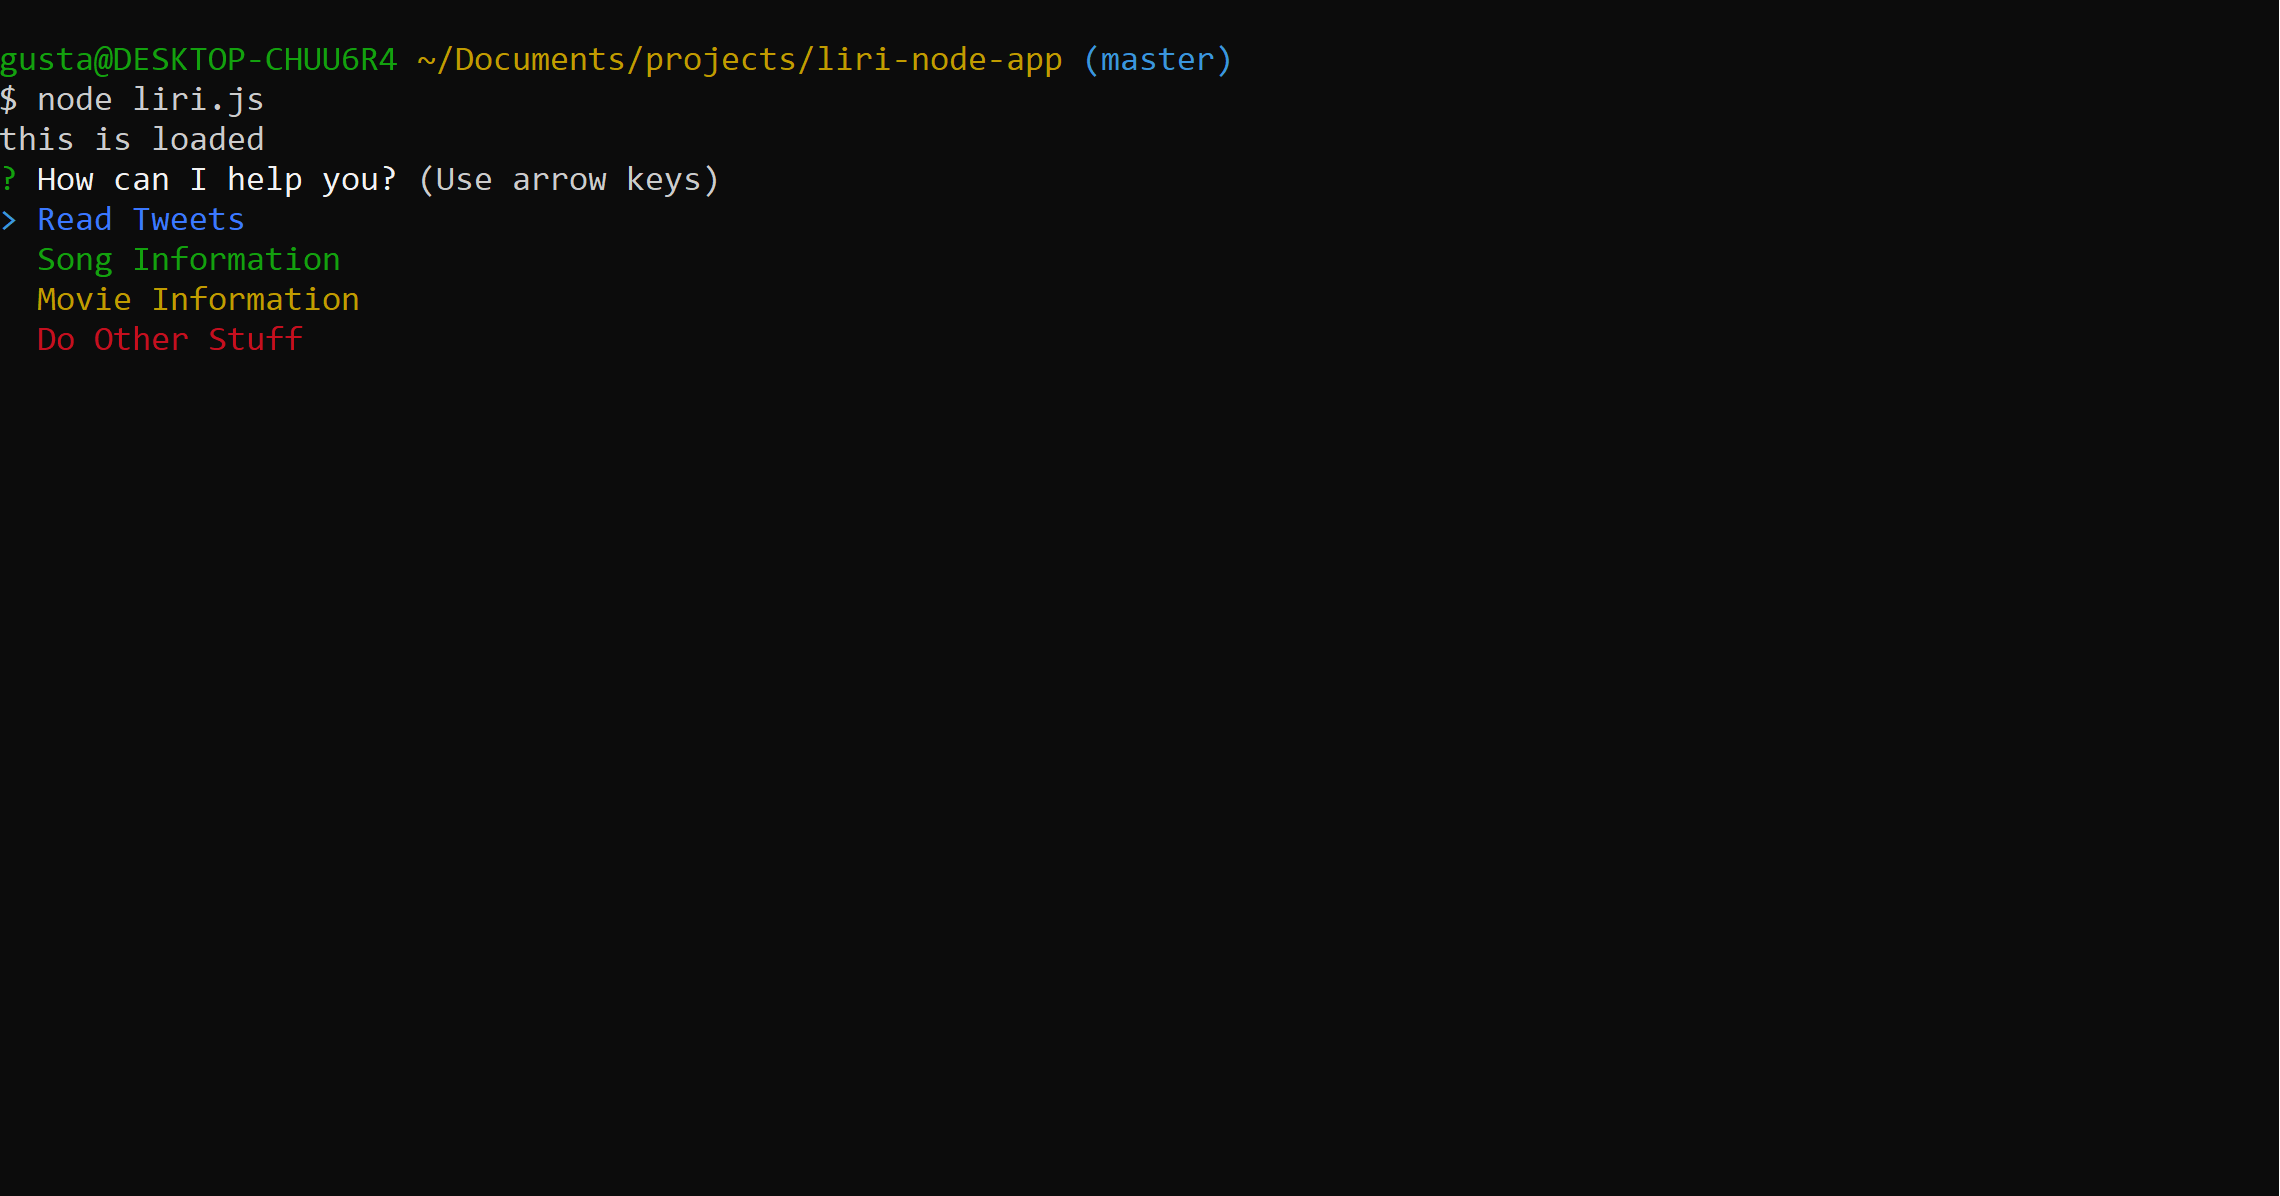 gusta@DESKTOP-CHUU6R4 ~/Documents/projects/liri-node-app (master)
$ node liri.js
this is loaded
? How can I help you? (Use arrow keys)
> Read Tweets
  Song Information
  Movie Information
  Do Other Stuff